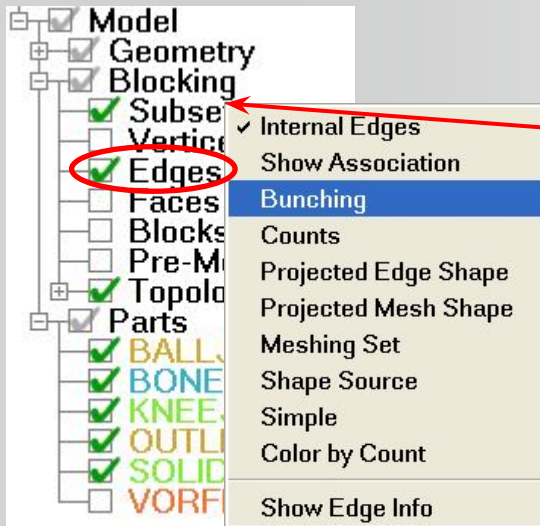 Model
Geometry
Blocking
Subse
Vertice
Edges
Faces
Blocks
Pre-M
Topolo
Parts
BALL
BONE
KNEE
OUTL
SOLID
VORF
Internal Edges
Show Association
Bunching
Counts
Projected Edge Shape
Projected Mesh Shape
Meshing Set
Shape Source
Simple
Color by Count
Show Edge Info